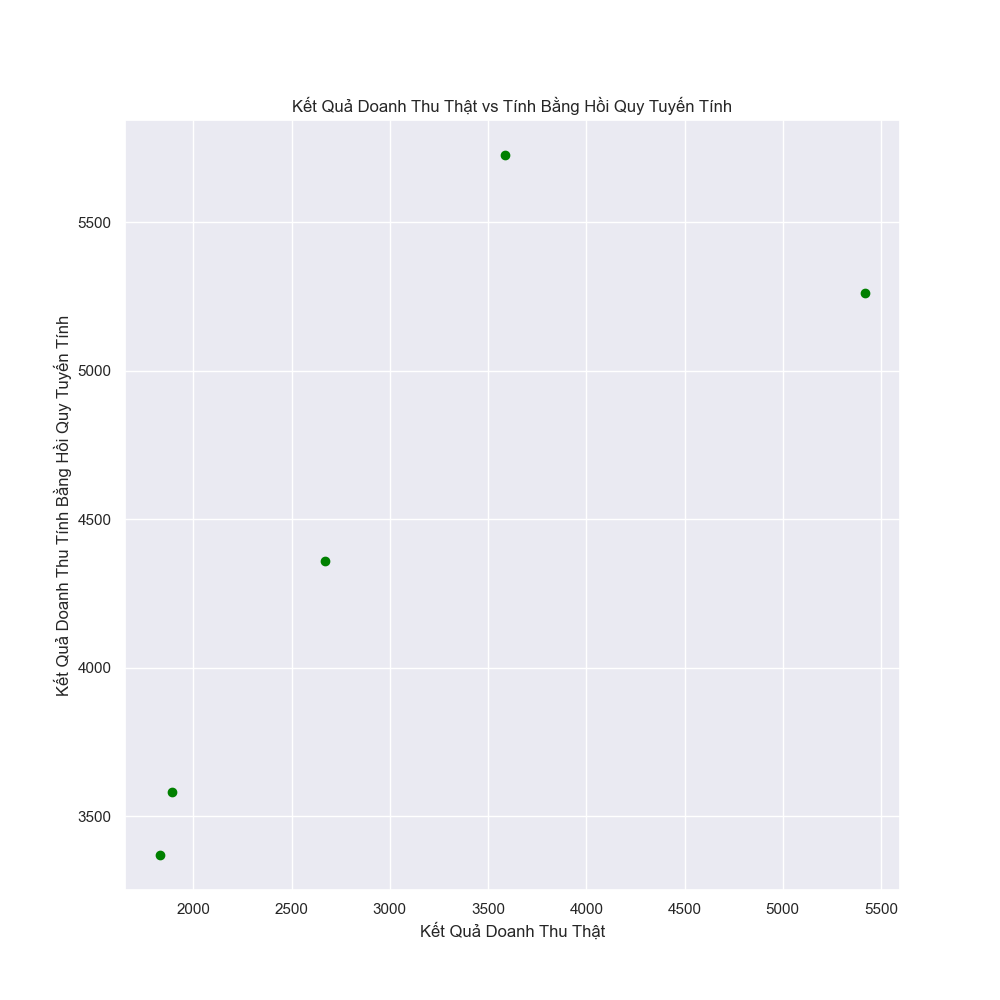 Kết Quả Doanh Thu Thật vs Tính Bằng Hồi Quy Tuyến Tính
Kết Quả Doanh Thu Tính Bằng Hồi Quy Tuyến Tính
5500
5000
4500
4000
3500
2000 2500 3000 3500 4000 4500 5000 5500
Kết Quả Doanh Thu Thật